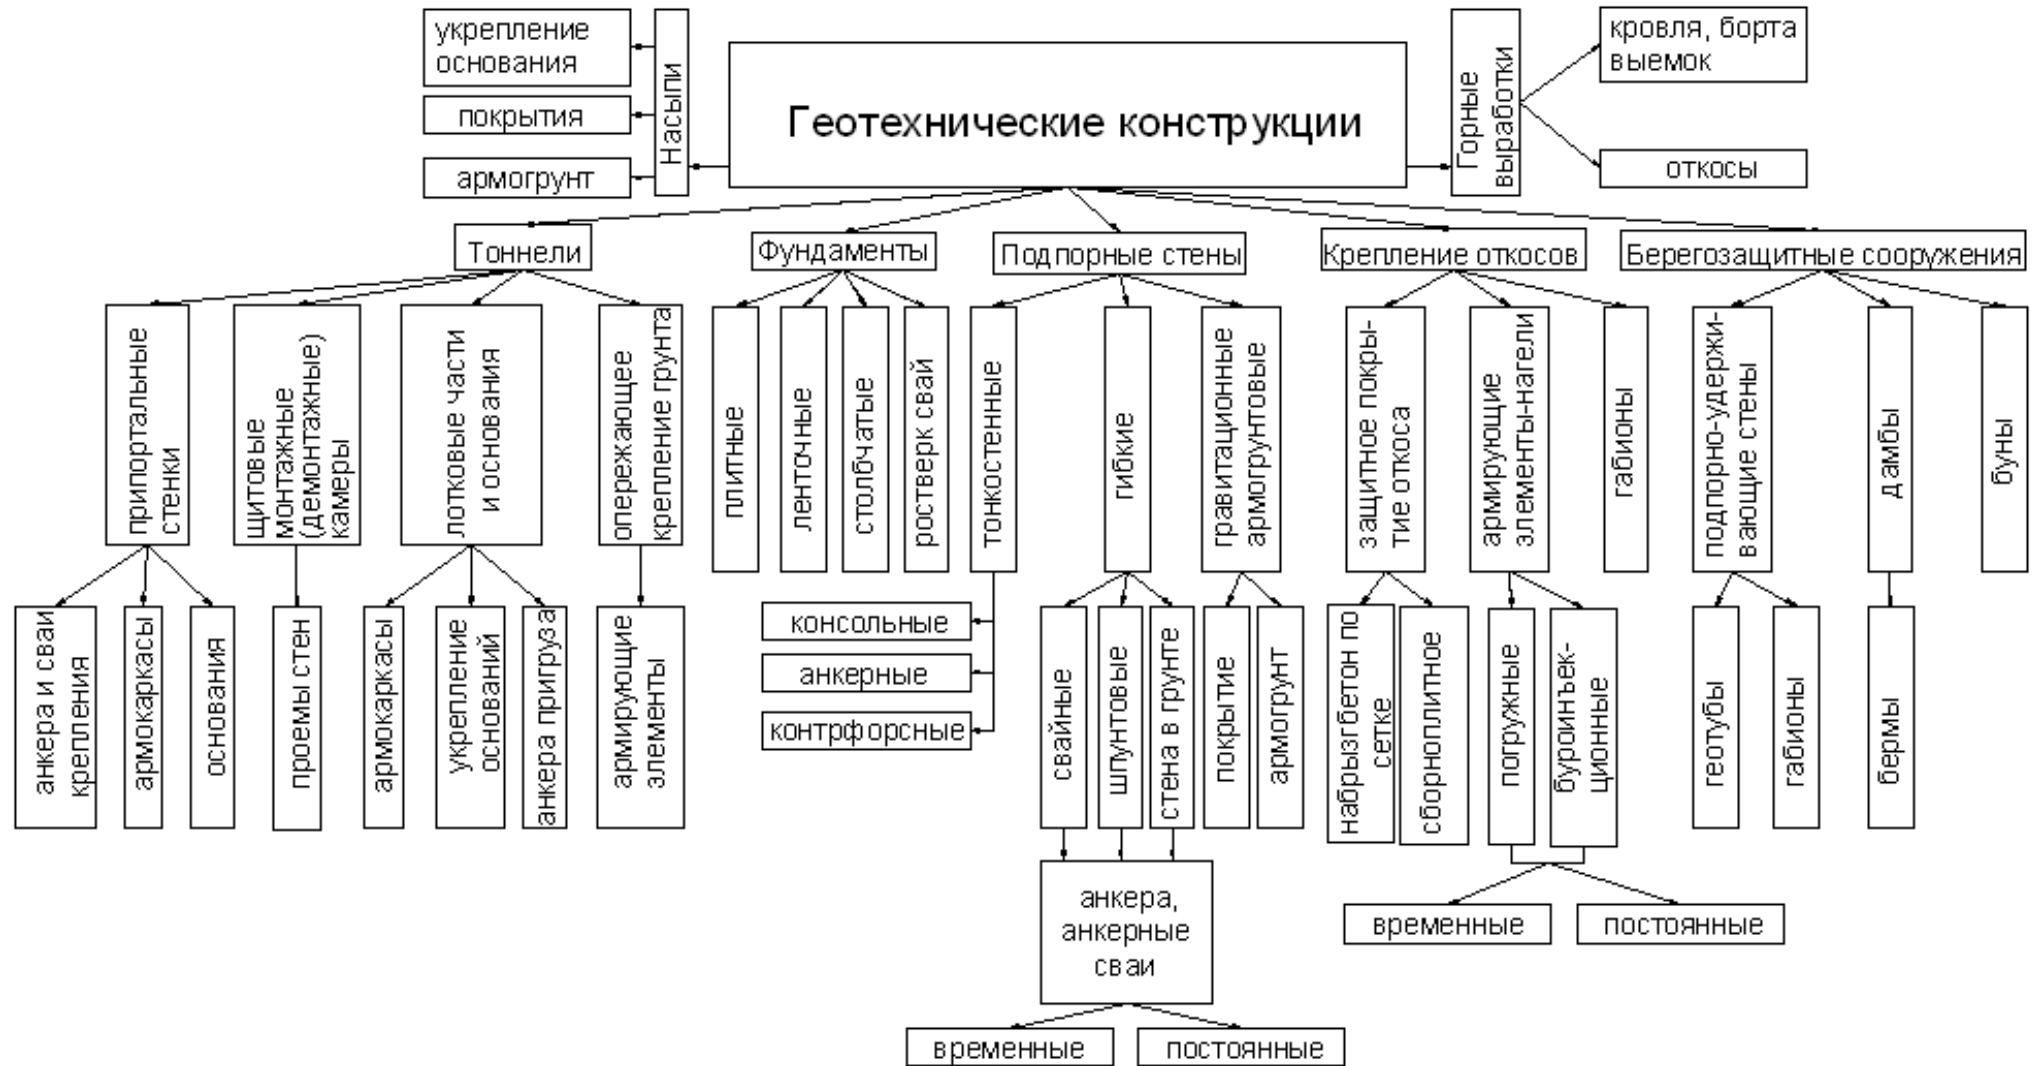 укрепление
основания
покрытия
армогрунт
Насыпи
Геотехнические конструкции
Горные
выработки
кровля, борта
выемок
откосы
Тоннели
Фундаменты
Подпорные стены
Крепление откосов
Берегозащитные сооружения
припортальные
стенки
щитовые
монтажные
(демонтажные)
камеры
лотковые части
и основания
опережающее
крепление грунта
плитные
ленточные
столбчатые
ростверк свай
тонкостенные
гибкие
гравитационные
армогрунтовые
защитное покры-
тие откоса
армирующие
элементы-нагели
габионы
подпорно-удержи-
вающие стены
дамбы
буны
анкера и сваи
крепления
армокаркасы
основания
проемы стен
армокаркасы
укрепление
оснований
анкера пригруза
армирующие
элементы
консольные
анкерные
контрфорсные
свайные
шпунтовые
стена в грунте
покрытие
армогрунт
набрызгбетон по
сетке
сборноплитное
погружные
буроинъек-
ционные
геотубы
габионы
бермы
анкера,
анкерные
сваи
временные
постоянные
временные
постоянные